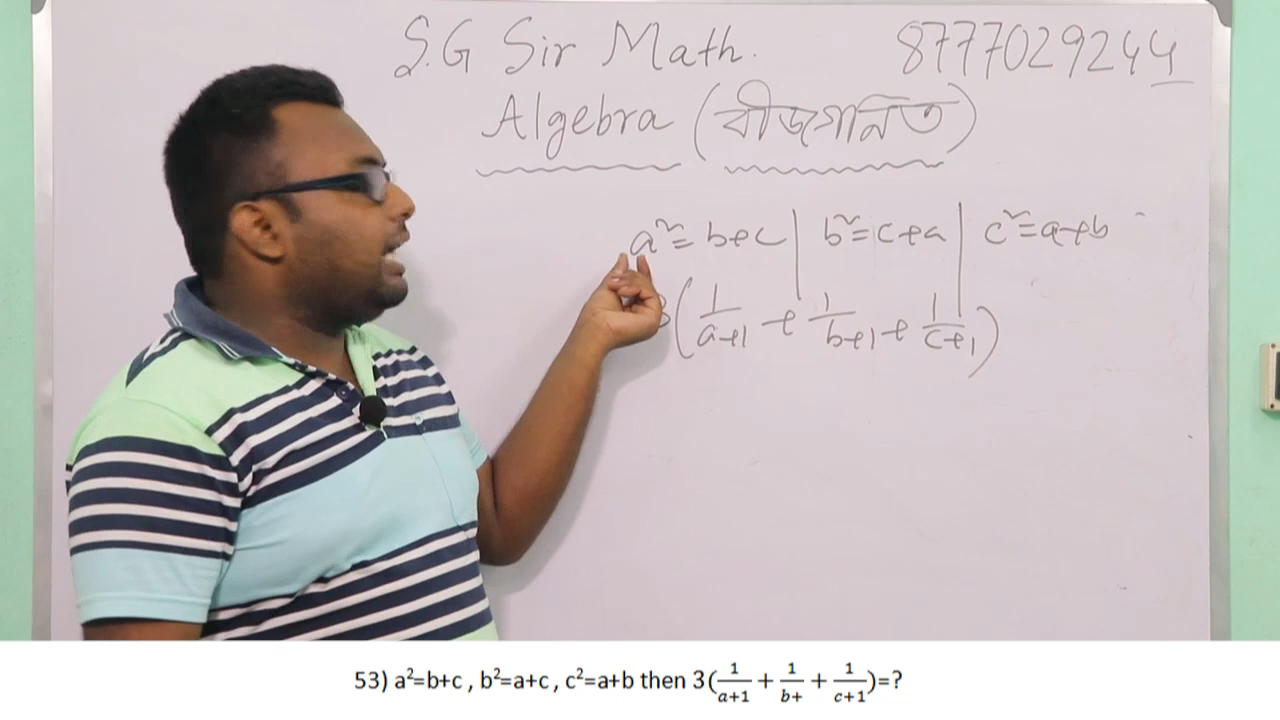 S.G Sir Math. 8777029244
Algebra (বীজগনিত)
a²=b+c | b²=c+a | c²=a+b
3(1/a+1 + 1/b+1 + 1/c+1)
53) a²=b+c , b²=a+c , c²=a+b then 3(1/a+1 + 1/b+ + 1/c+1)=?